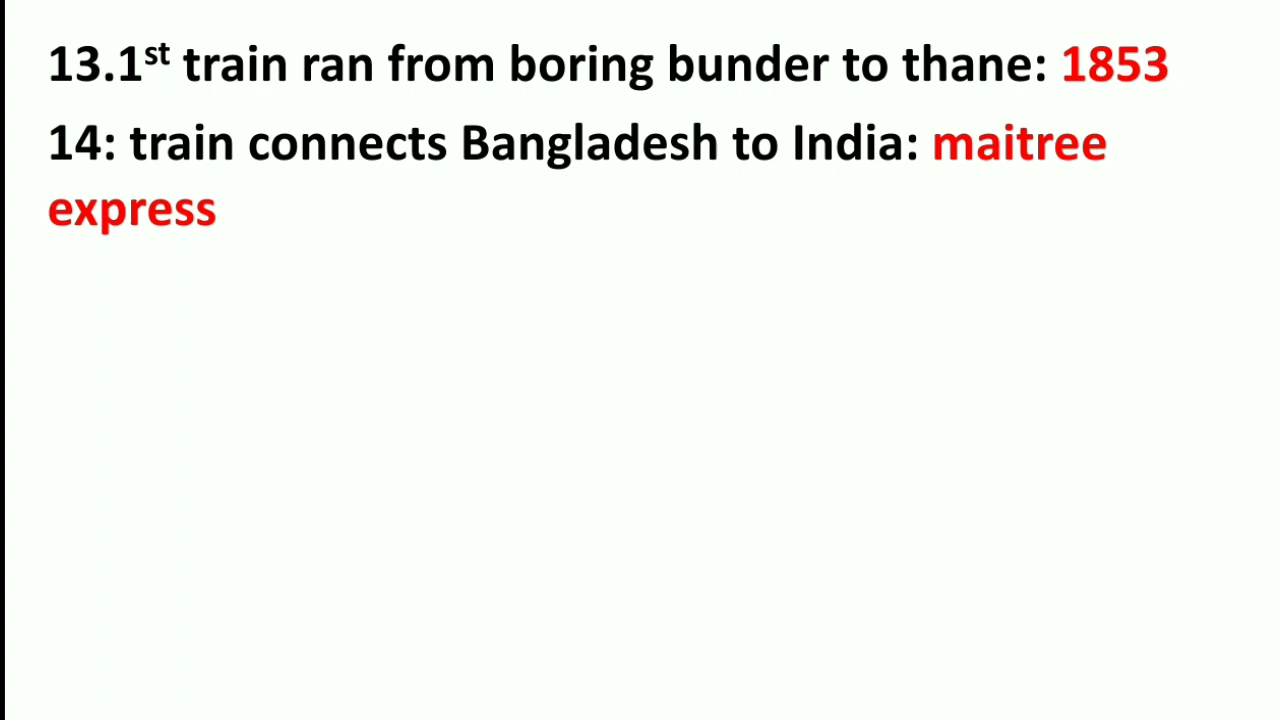 13.1st train ran from boring bunder to thane: 1853
14: train connects Bangladesh to India: maitree
express